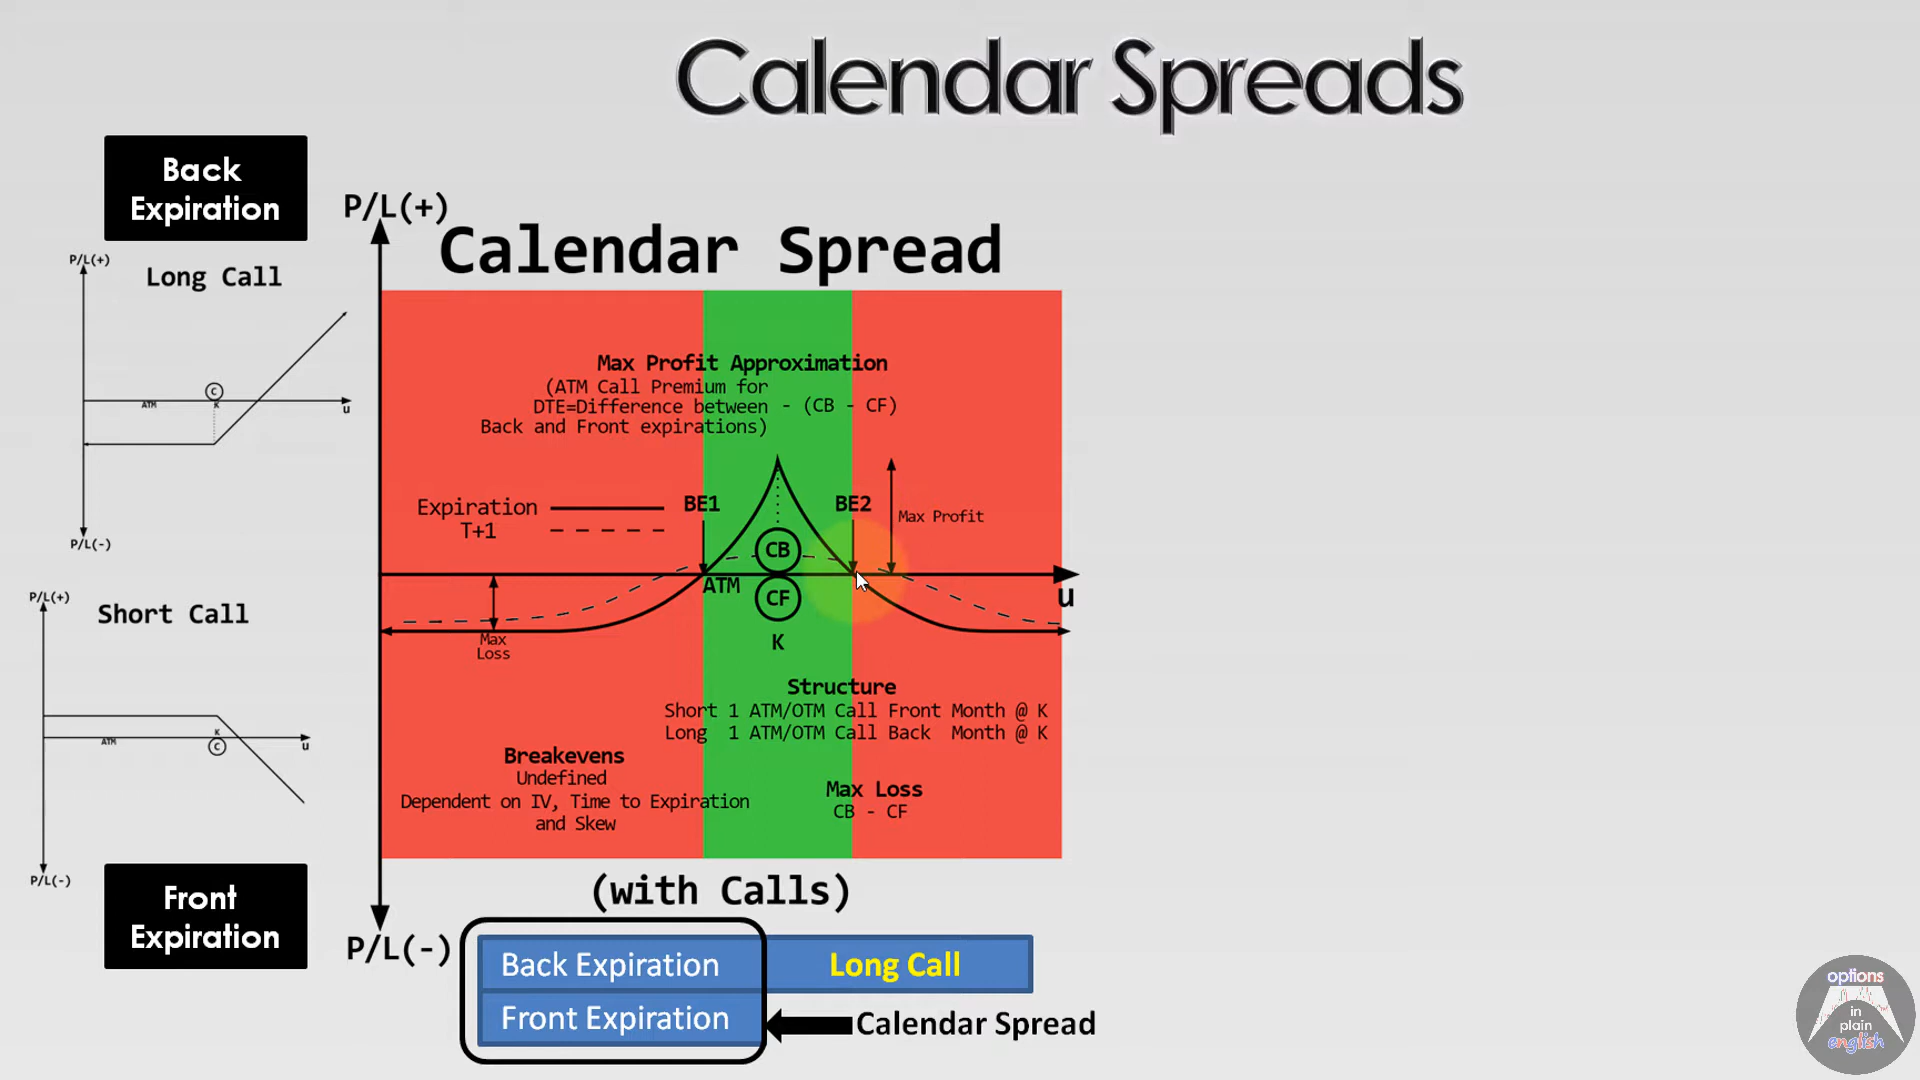 Calendar Spreads
Back
Expiration
P/L(+)
Long Call
C
K
ATM
u
P/L(-)
P/L(+)
Short Call
K
C
ATM
u
P/L(-)
Front
Expiration
P/L(+)
Calendar Spread
Max Profit Approximation
(ATM Call Premium for
DTE=Difference between - (CB - CF)
Back and Front expirations)
Expiration
T+1
BE1
BE2
Max Profit
CB
ATM
CF
K
u
Max
Loss
Structure
Short 1 ATM/OTM Call Front Month @ K
Long 1 ATM/OTM Call Back Month @ K
Breakevens
Undefined
Dependent on IV, Time to Expiration
and Skew
Max Loss
CB - CF
(with Calls)
P/L(-)
Back Expiration
Long Call
Front Expiration
Calendar Spread
options
in
plain
english